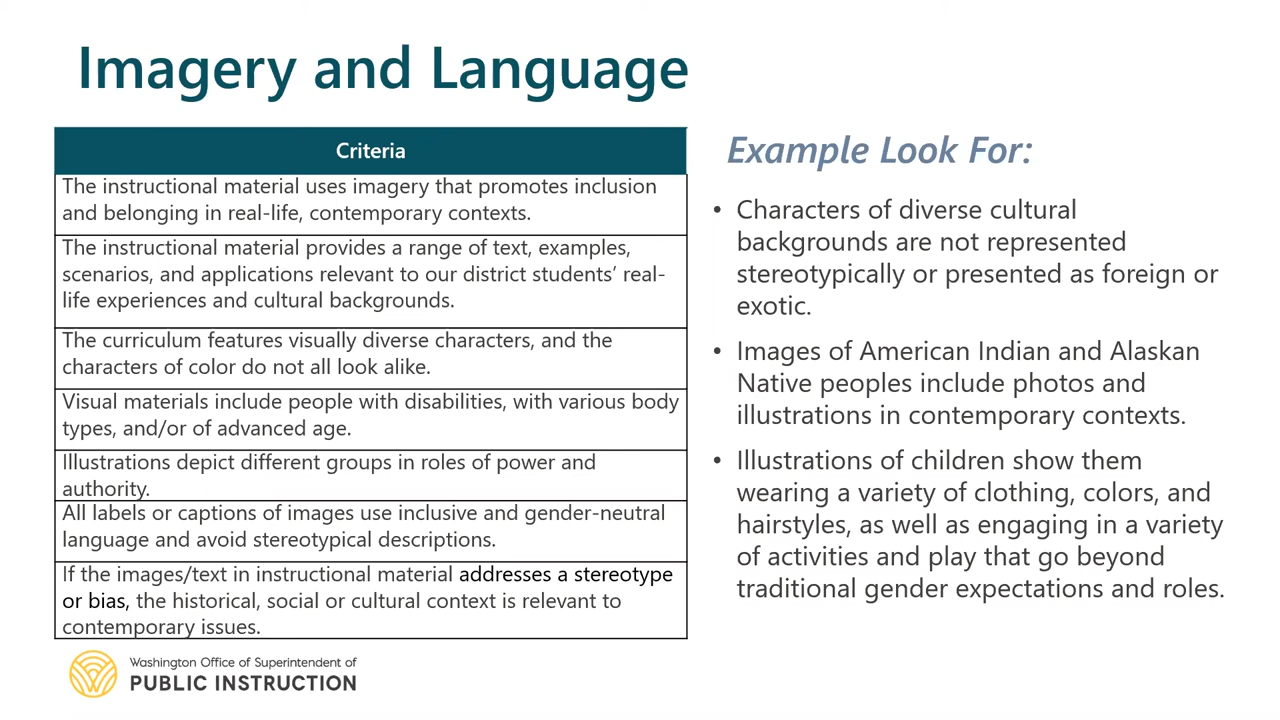 Imagery and Language
Criteria
The instructional material uses imagery that promotes inclusion
and belonging in real-life, contemporary contexts.
The instructional material provides a range of text, examples,
scenarios, and applications relevant to our district students’ real-
life experiences and cultural backgrounds.
The curriculum features visually diverse characters, and the
characters of color do not all look alike.
Visual materials include people with disabilities, with various body
types, and/or of advanced age.
Illustrations depict different groups in roles of power and
authority.
All labels or captions of images use inclusive and gender-neutral
language and avoid stereotypical descriptions.
If the images/text in instructional material addresses a stereotype
or bias, the historical, social or cultural context is relevant to
contemporary issues.
Example Look For:
• Characters of diverse cultural
backgrounds are not represented
stereotypically or presented as foreign or
exotic.
• Images of American Indian and Alaskan
Native peoples include photos and
illustrations in contemporary contexts.
• Illustrations of children show them
wearing a variety of clothing, colors, and
hairstyles, as well as engaging in a variety
of activities and play that go beyond
traditional gender expectations and roles.
Washington Office of Superintendent of
PUBLIC INSTRUCTION